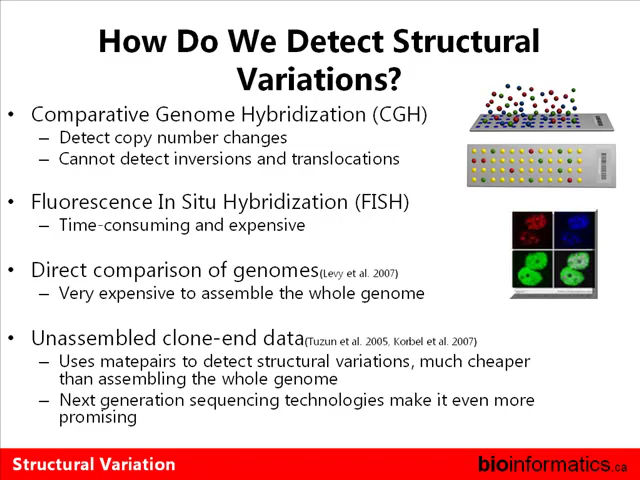 How Do We Detect Structural
Variations?
• Comparative Genome Hybridization (CGH)
– Detect copy number changes
– Cannot detect inversions and translocations
• Fluorescence In Situ Hybridization (FISH)
– Time-consuming and expensive
• Direct comparison of genomes(Levy et al. 2007)
– Very expensive to assemble the whole genome
• Unassembled clone-end data(Tuzun et al. 2005, Korbel et al. 2007)
– Uses matepairs to detect structural variations, much cheaper
than assembling the whole genome
– Next generation sequencing technologies make it even more
promising
Structural Variation
bioinformatics.ca